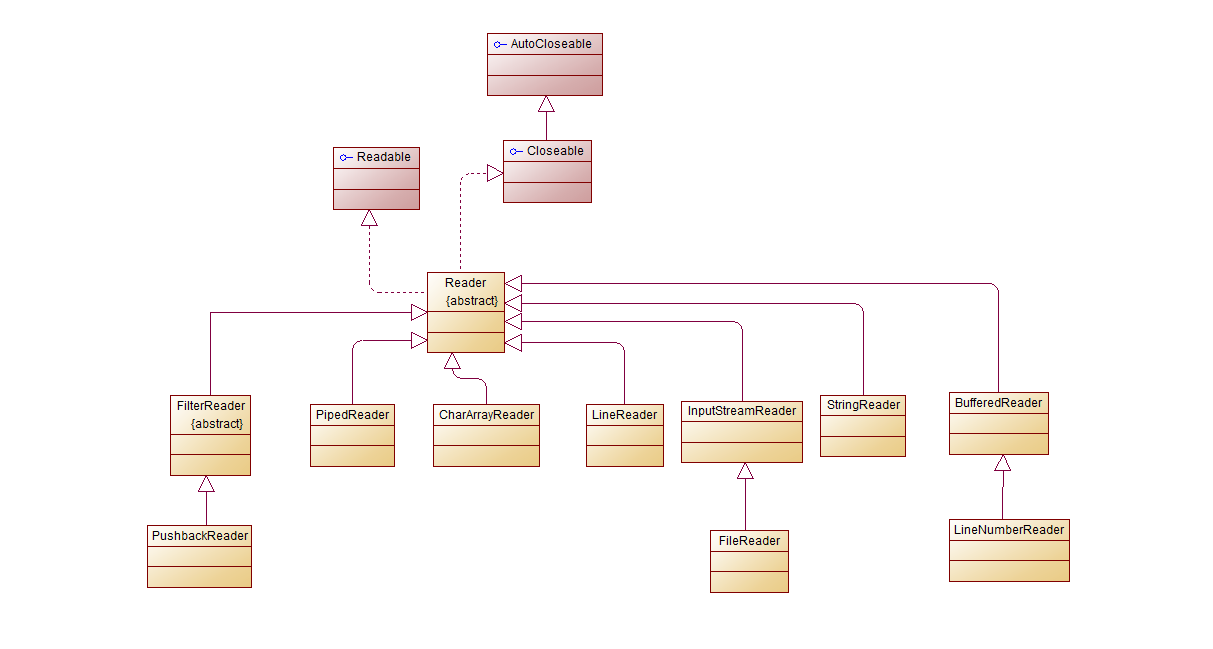 AutoCloseable
Closeable
Readable
Reader
{abstract}
FilterReader
{abstract}
PipedReader
CharArrayReader
LineReader
InputStreamReader
StringReader
BufferedReader
PushbackReader
FileReader
LineNumberReader